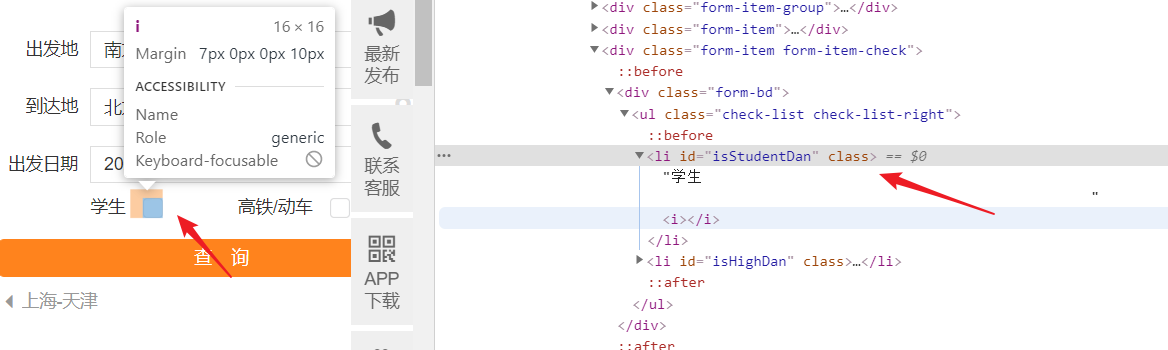 i 16 × 16
Margin 7px 0px 0px 10px
ACCESSIBILITY
Name
Role generic
Keyboard-focusable
出发地 南
到达地 北
出发日期 20
学生 高铁/动车
查 询
上海-天津
最新
发布
联系
客服
APP
下载
<div class="form-item-group">…</div>
<div class="form-item">…</div>
<div class="form-item form-item-check">
::before
<div class="form-bd">
<ul class="check-list check-list-right">
::before
<li id="isStudentDan" class> == $0
"学生
"
<i></i>
</li>
<li id="isHighDan" class>…</li>
::after
</ul>
</div>
::after